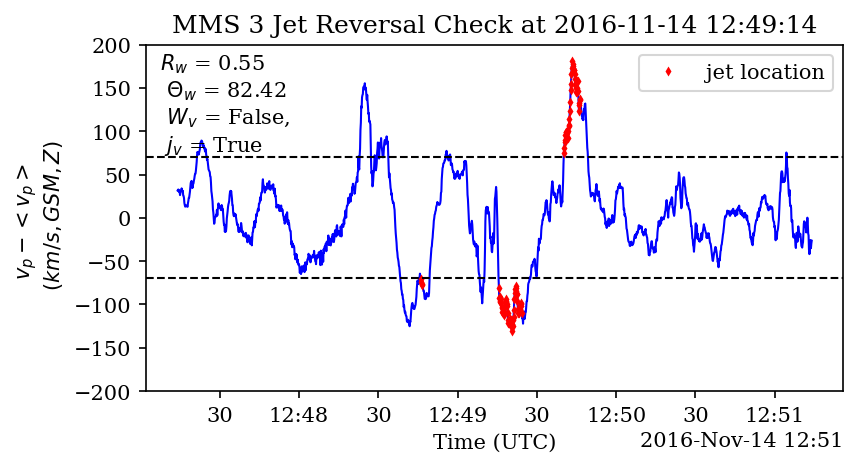 MMS 3 Jet Reversal Check at 2016-11-14 12:49:14
R_w = 0.55
Θ_w = 82.42
W_v = False,
j_v = True
jet location
200
150
100
50
0
−50
−100
−150
−200
v_p − < v_p >
(km/s, GSM, Z)
30 12:48 30 12:49 30 12:50 30 12:51
Time (UTC)
2016-Nov-14 12:51